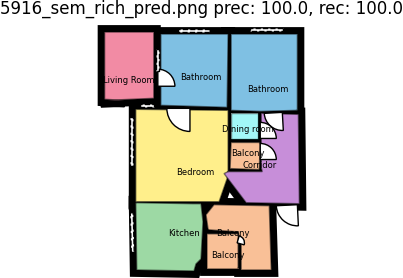 5916_sem_rich_pred.png prec: 100.0, rec: 100.0
Living Room
Bathroom
Bathroom
Dining room
Balcony
Corridor
Bedroom
Kitchen
Balcony
Balcony